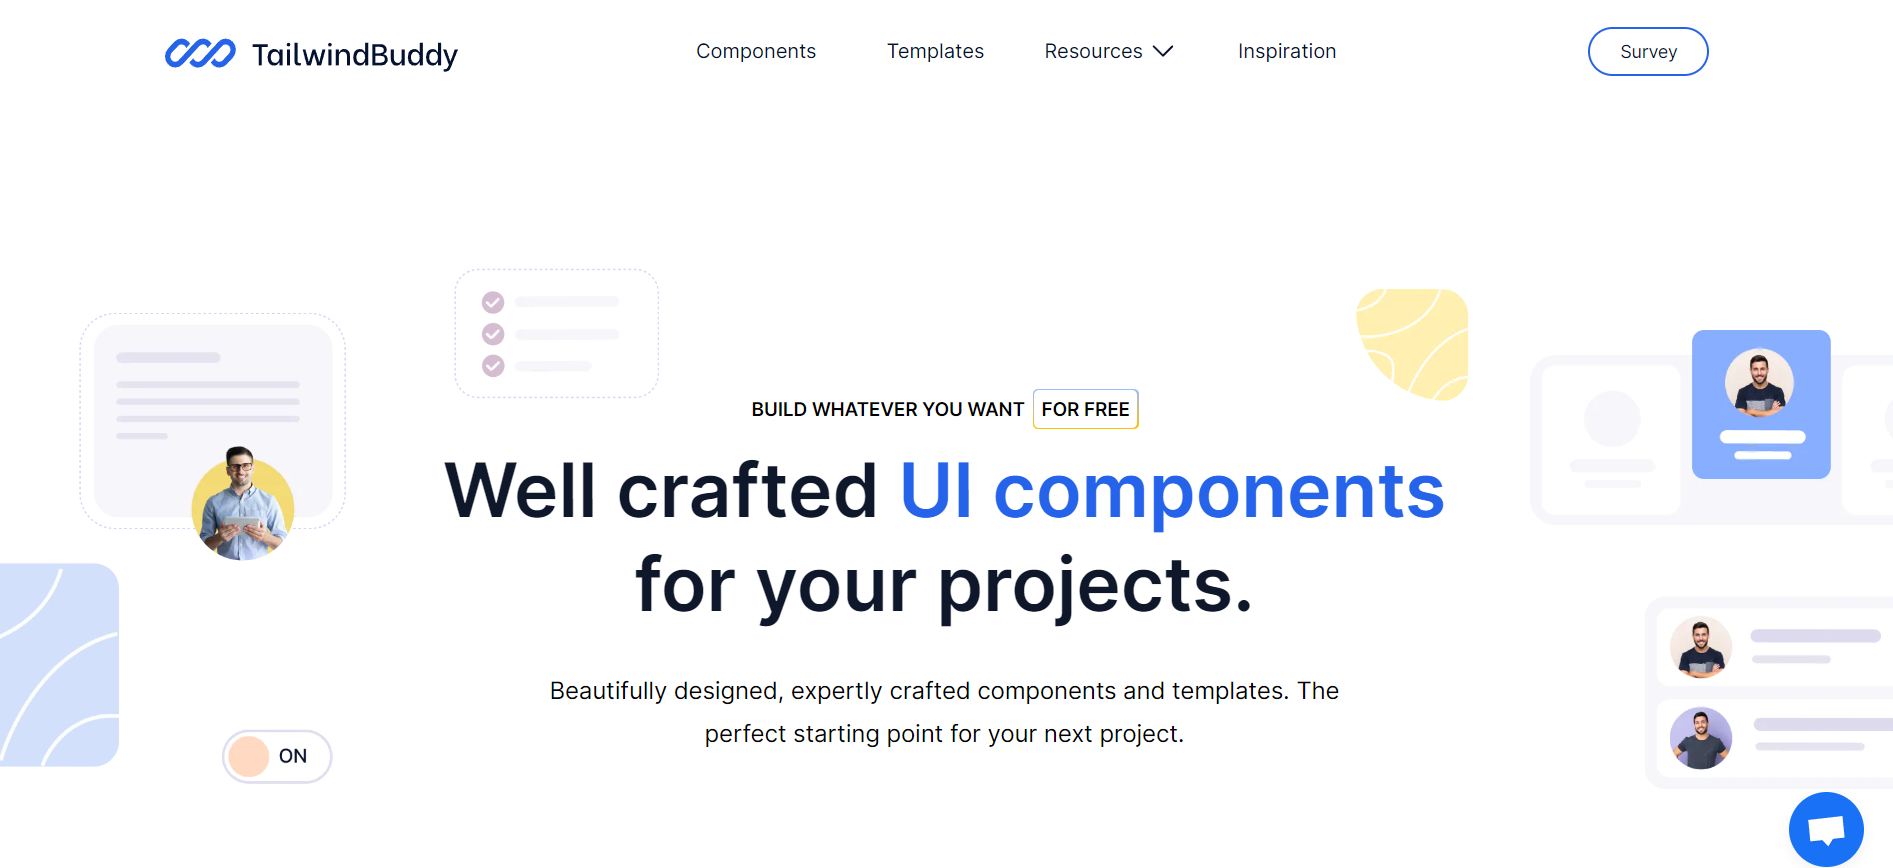 TailwindBuddy
Components
Templates
Resources
Inspiration
Survey
BUILD WHATEVER YOU WANT FOR FREE
Well crafted UI components
for your projects.
Beautifully designed, expertly crafted components and templates. The
perfect starting point for your next project.
ON